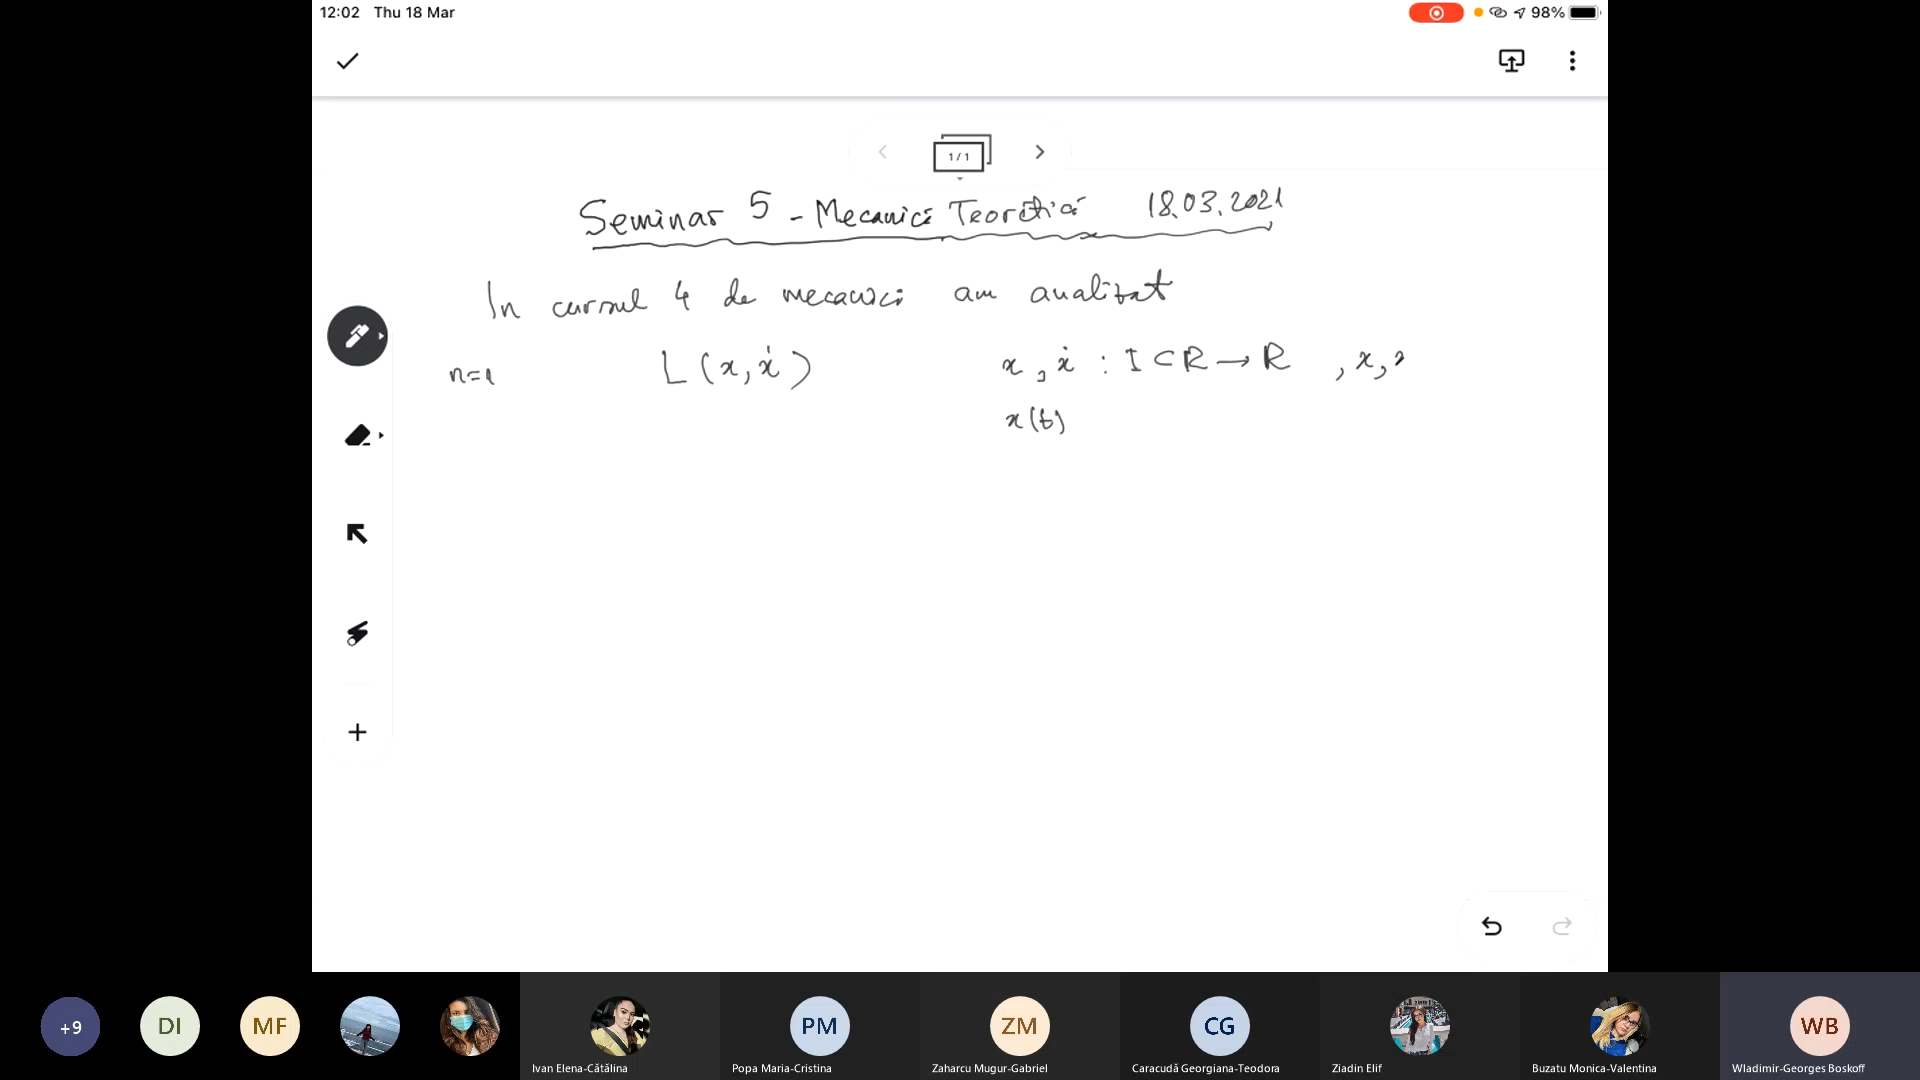 12:02 Thu 18 Mar 98%
1/1
Seminar 5 - Mecanică Teoretică 18.03.2021
In cursul 4 de mecanică am analizat
n=1 L(x, ẋ) x, ẋ : I ⊂ R → R , x,
x(t)
+9 DI MF PM ZM CG WB
Ivan Elena-Cătălina Popa Maria-Cristina Zaharcu Mugur-Gabriel Caracudă Georgiana-Teodora Ziadin Elif Buzatu Monica-Valentina Wladimir-Georges Boskoff